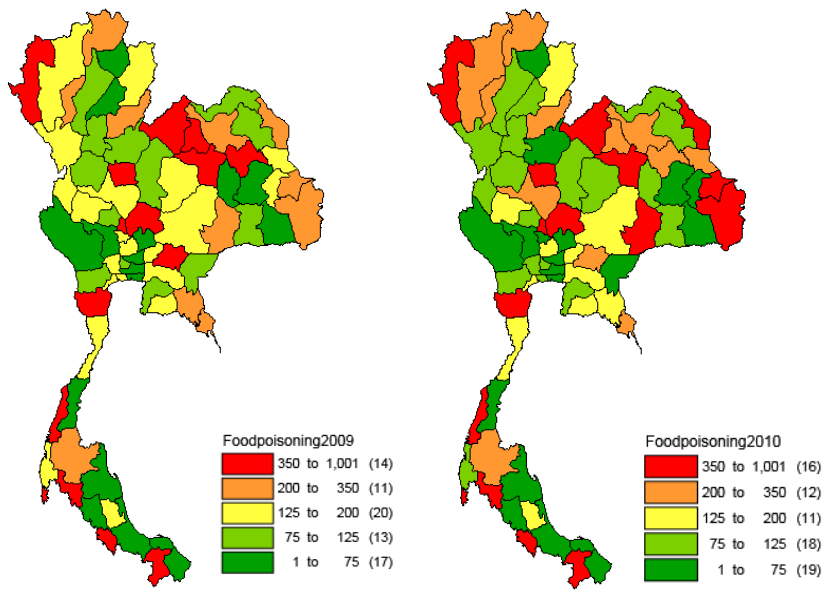 Foodpoisoning2009
350 to 1,001 (14)
200 to 350 (11)
125 to 200 (20)
75 to 125 (13)
1 to 75 (17)
Foodpoisoning2010
350 to 1,001 (16)
200 to 350 (12)
125 to 200 (11)
75 to 125 (18)
1 to 75 (19)